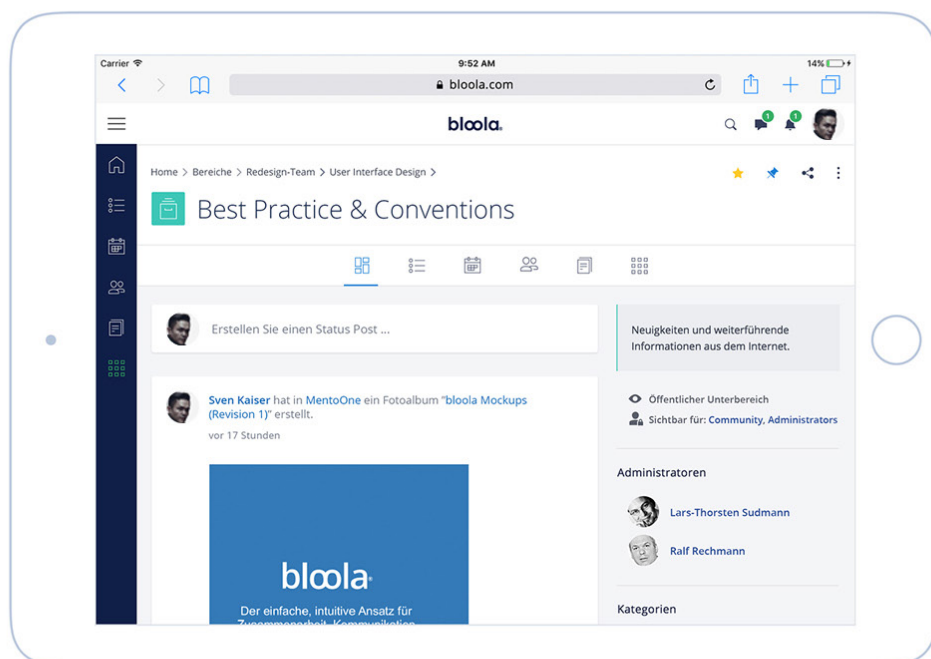 Carrier
9:52 AM
14%
bloola.com
bloola.
1
1
Home > Bereiche > Redesign-Team > User Interface Design >
Best Practice & Conventions
Erstellen Sie einen Status Post ...
Sven Kaiser hat in MentoOne ein Fotoalbum "bloola Mockups
(Revision 1)" erstellt.
vor 17 Stunden
bloola
Der einfache, intuitive Ansatz für
Zusammenarbeit, Kommunikation
Neuigkeiten und weiterführende
Informationen aus dem Internet.
Öffentlicher Unterbereich
Sichtbar für: Community, Administrators
Administratoren
Lars-Thorsten Sudmann
Ralf Rechmann
Kategorien